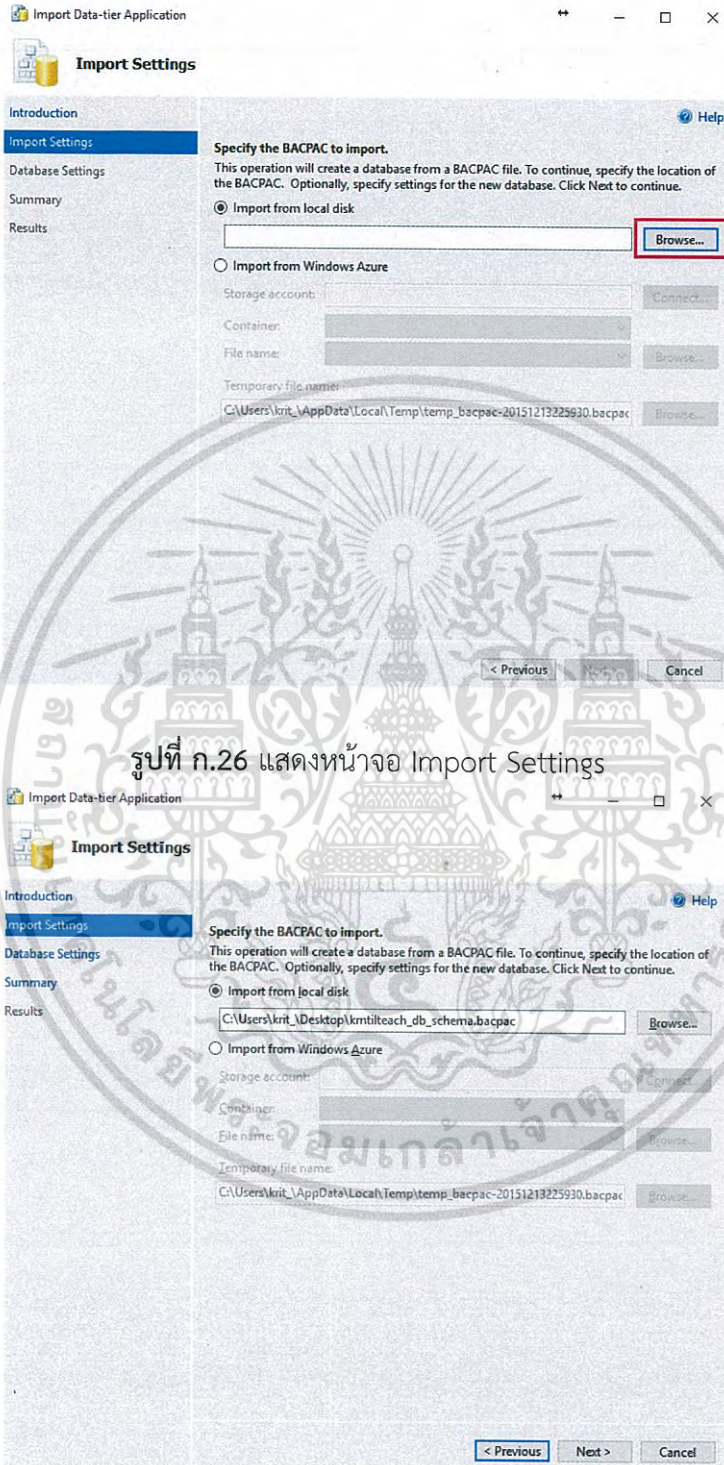 Import Data-tier Application
Import Settings
Introduction
Help
Import Settings
Database Settings
Summary
Results
Specify the BACPAC to import.
This operation will create a database from a BACPAC file. To continue, specify the location of
the BACPAC. Optionally, specify settings for the new database. Click Next to continue.
Import from local disk
Browse...
Import from Windows Azure
Storage account:
Connect...
Container:
File name:
Browse...
Temporary file name:
C:\Users\krit_\AppData\Local\Temp\temp_bacpac-20151213225930.bacpac
Browse...
< Previous
Next >
Cancel
รูปที่ ก.26 แสดงหน้าจอ Import Settings
Import Data-tier Application
Import Settings
Introduction
Help
Import Settings
Database Settings
Summary
Results
Specify the BACPAC to import.
This operation will create a database from a BACPAC file. To continue, specify the location of
the BACPAC. Optionally, specify settings for the new database. Click Next to continue.
Import from local disk
C:\Users\krit_\Desktop\kmtilteach_db_schema.bacpac
Browse...
Import from Windows Azure
Storage account:
Connect...
Container:
File name:
Browse...
Temporary file name:
C:\Users\krit_\AppData\Local\Temp\temp_bacpac-20151213225930.bacpac
Browse...
< Previous
Next >
Cancel